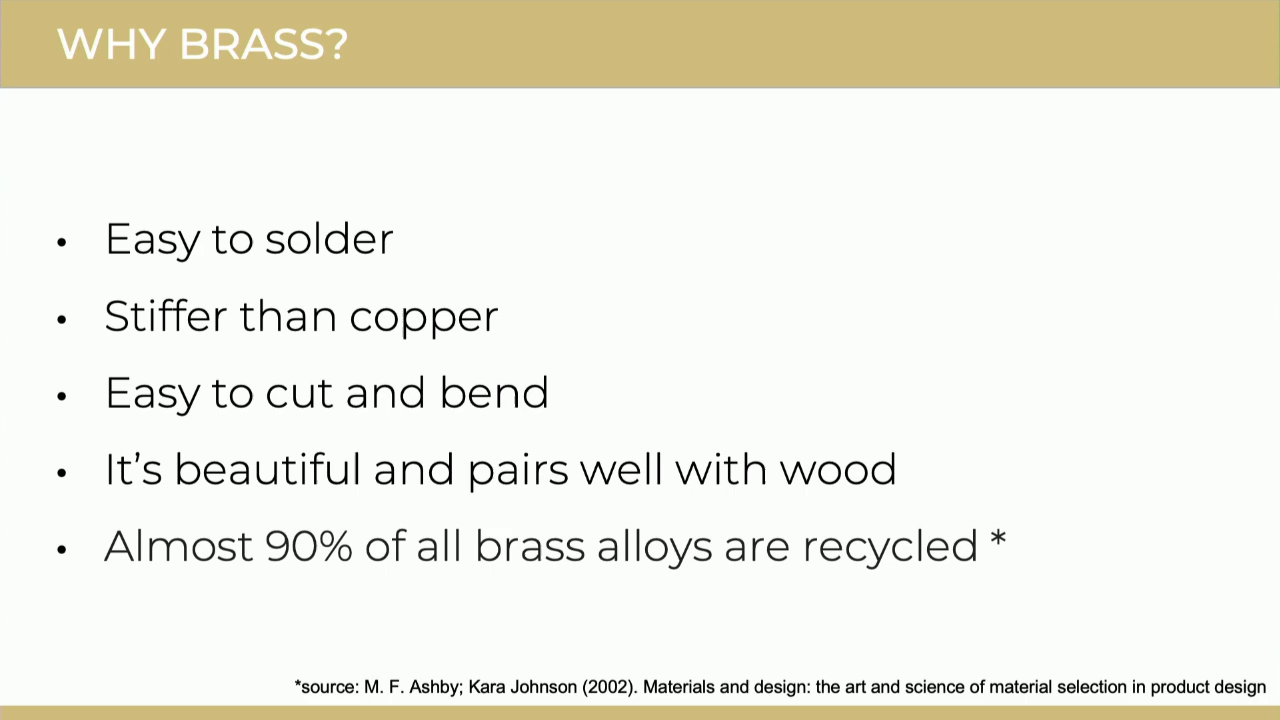 WHY BRASS?
• Easy to solder
• Stiffer than copper
• Easy to cut and bend
• It’s beautiful and pairs well with wood
• Almost 90% of all brass alloys are recycled *
*source: M. F. Ashby; Kara Johnson (2002). Materials and design: the art and science of material selection in product design